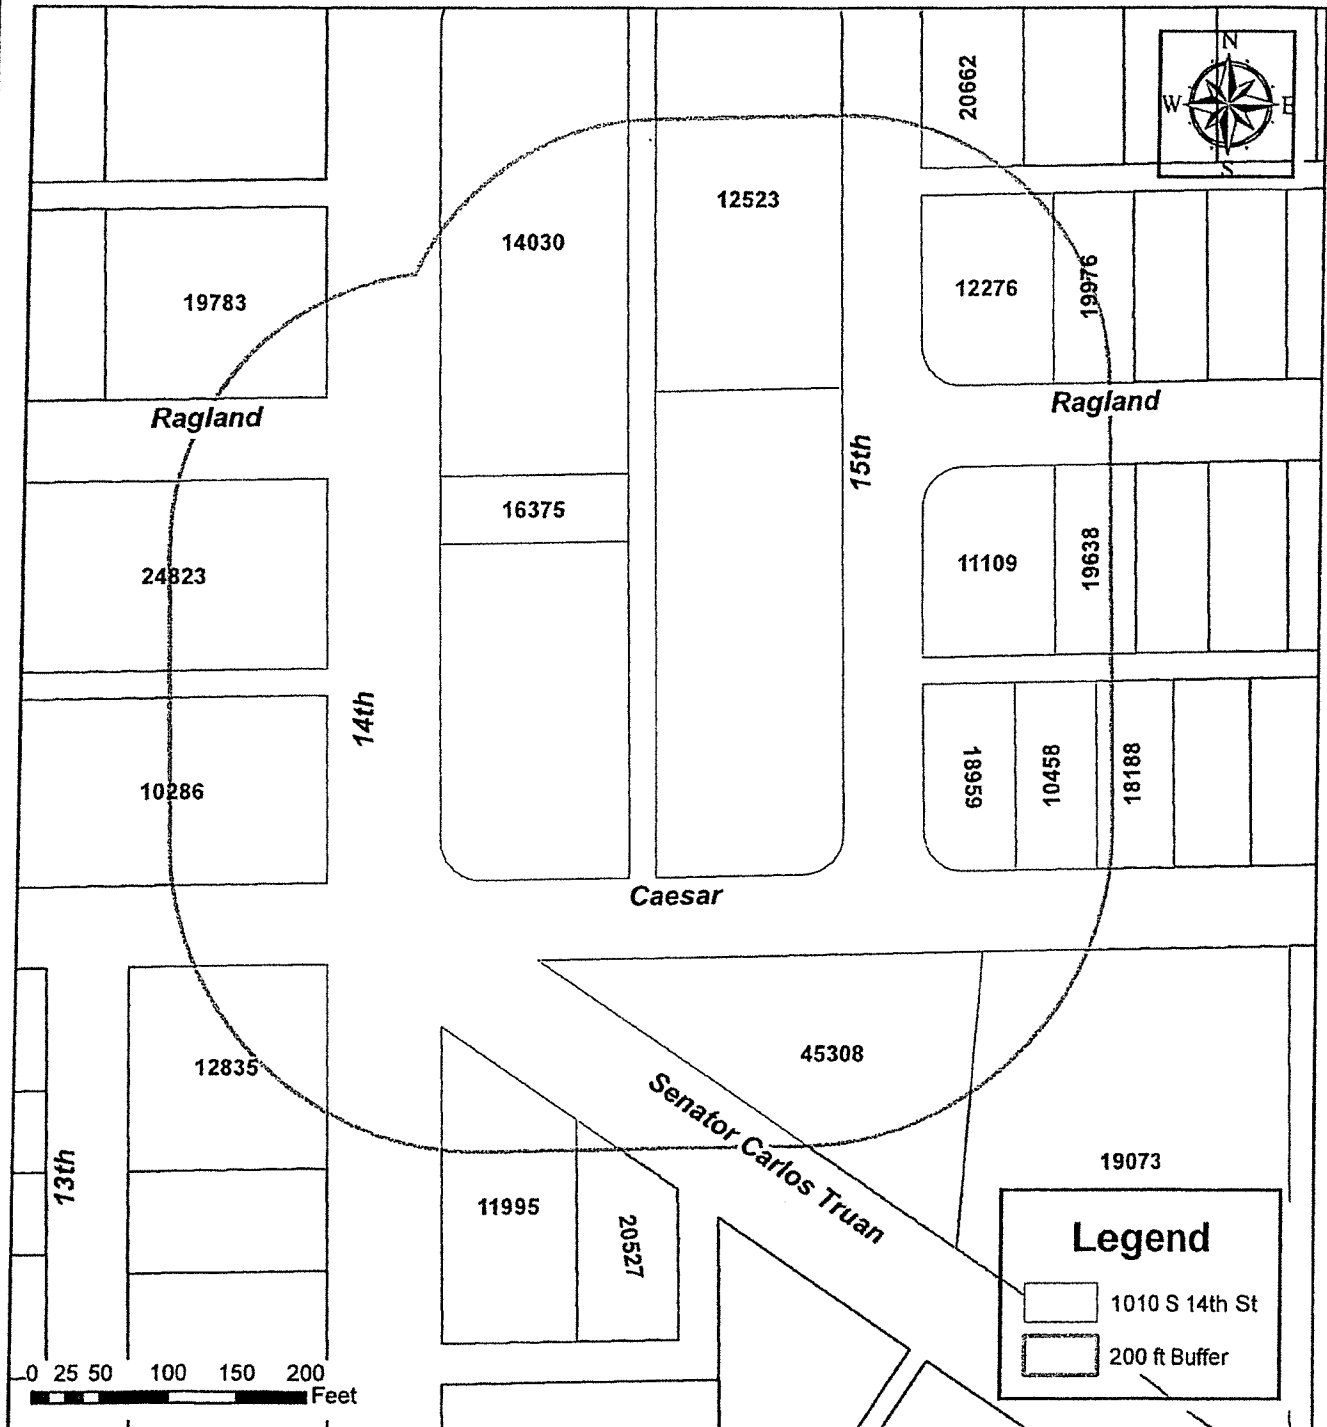 N
20662
W
E
S
12523
14030
12276
19976
19783
Ragland
Ragland
15th
16375
11109
19638
24823
14th
18959
10458
18188
10286
Caesar
45308
12835
Senator Carlos Truan
19073
13th
11995
20527
Legend
1010 S 14th St
200 ft Buffer
0 25 50 100 150 200
Feet